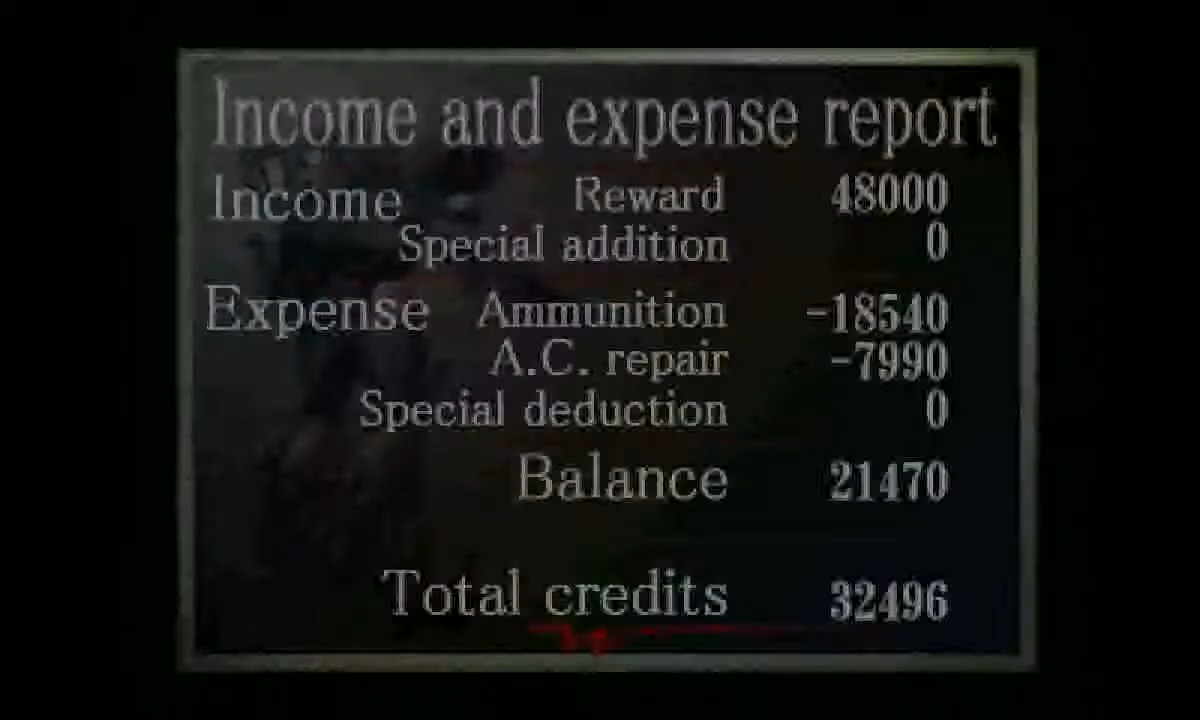 Income and expense report
Income Reward 48000
Special addition 0
Expense Ammunition -18540
A.C. repair -7990
Special deduction 0
Balance 21470
Total credits 32496